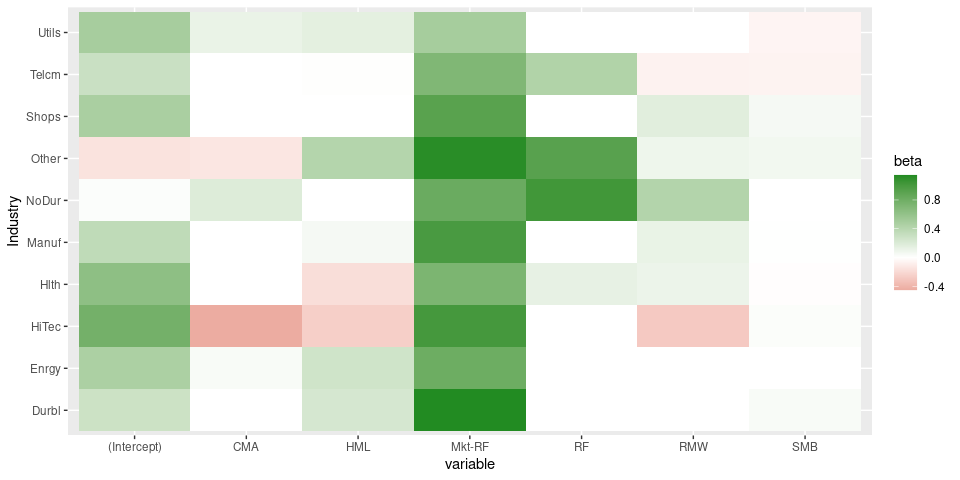 Industry
Utils
Telcm
Shops
Other
NoDur
Manuf
Hlth
HiTec
Enrgy
Durbl
(Intercept)
CMA
HML
Mkt-RF
RF
RMW
SMB
variable
beta
0.8
0.4
0.0
-0.4